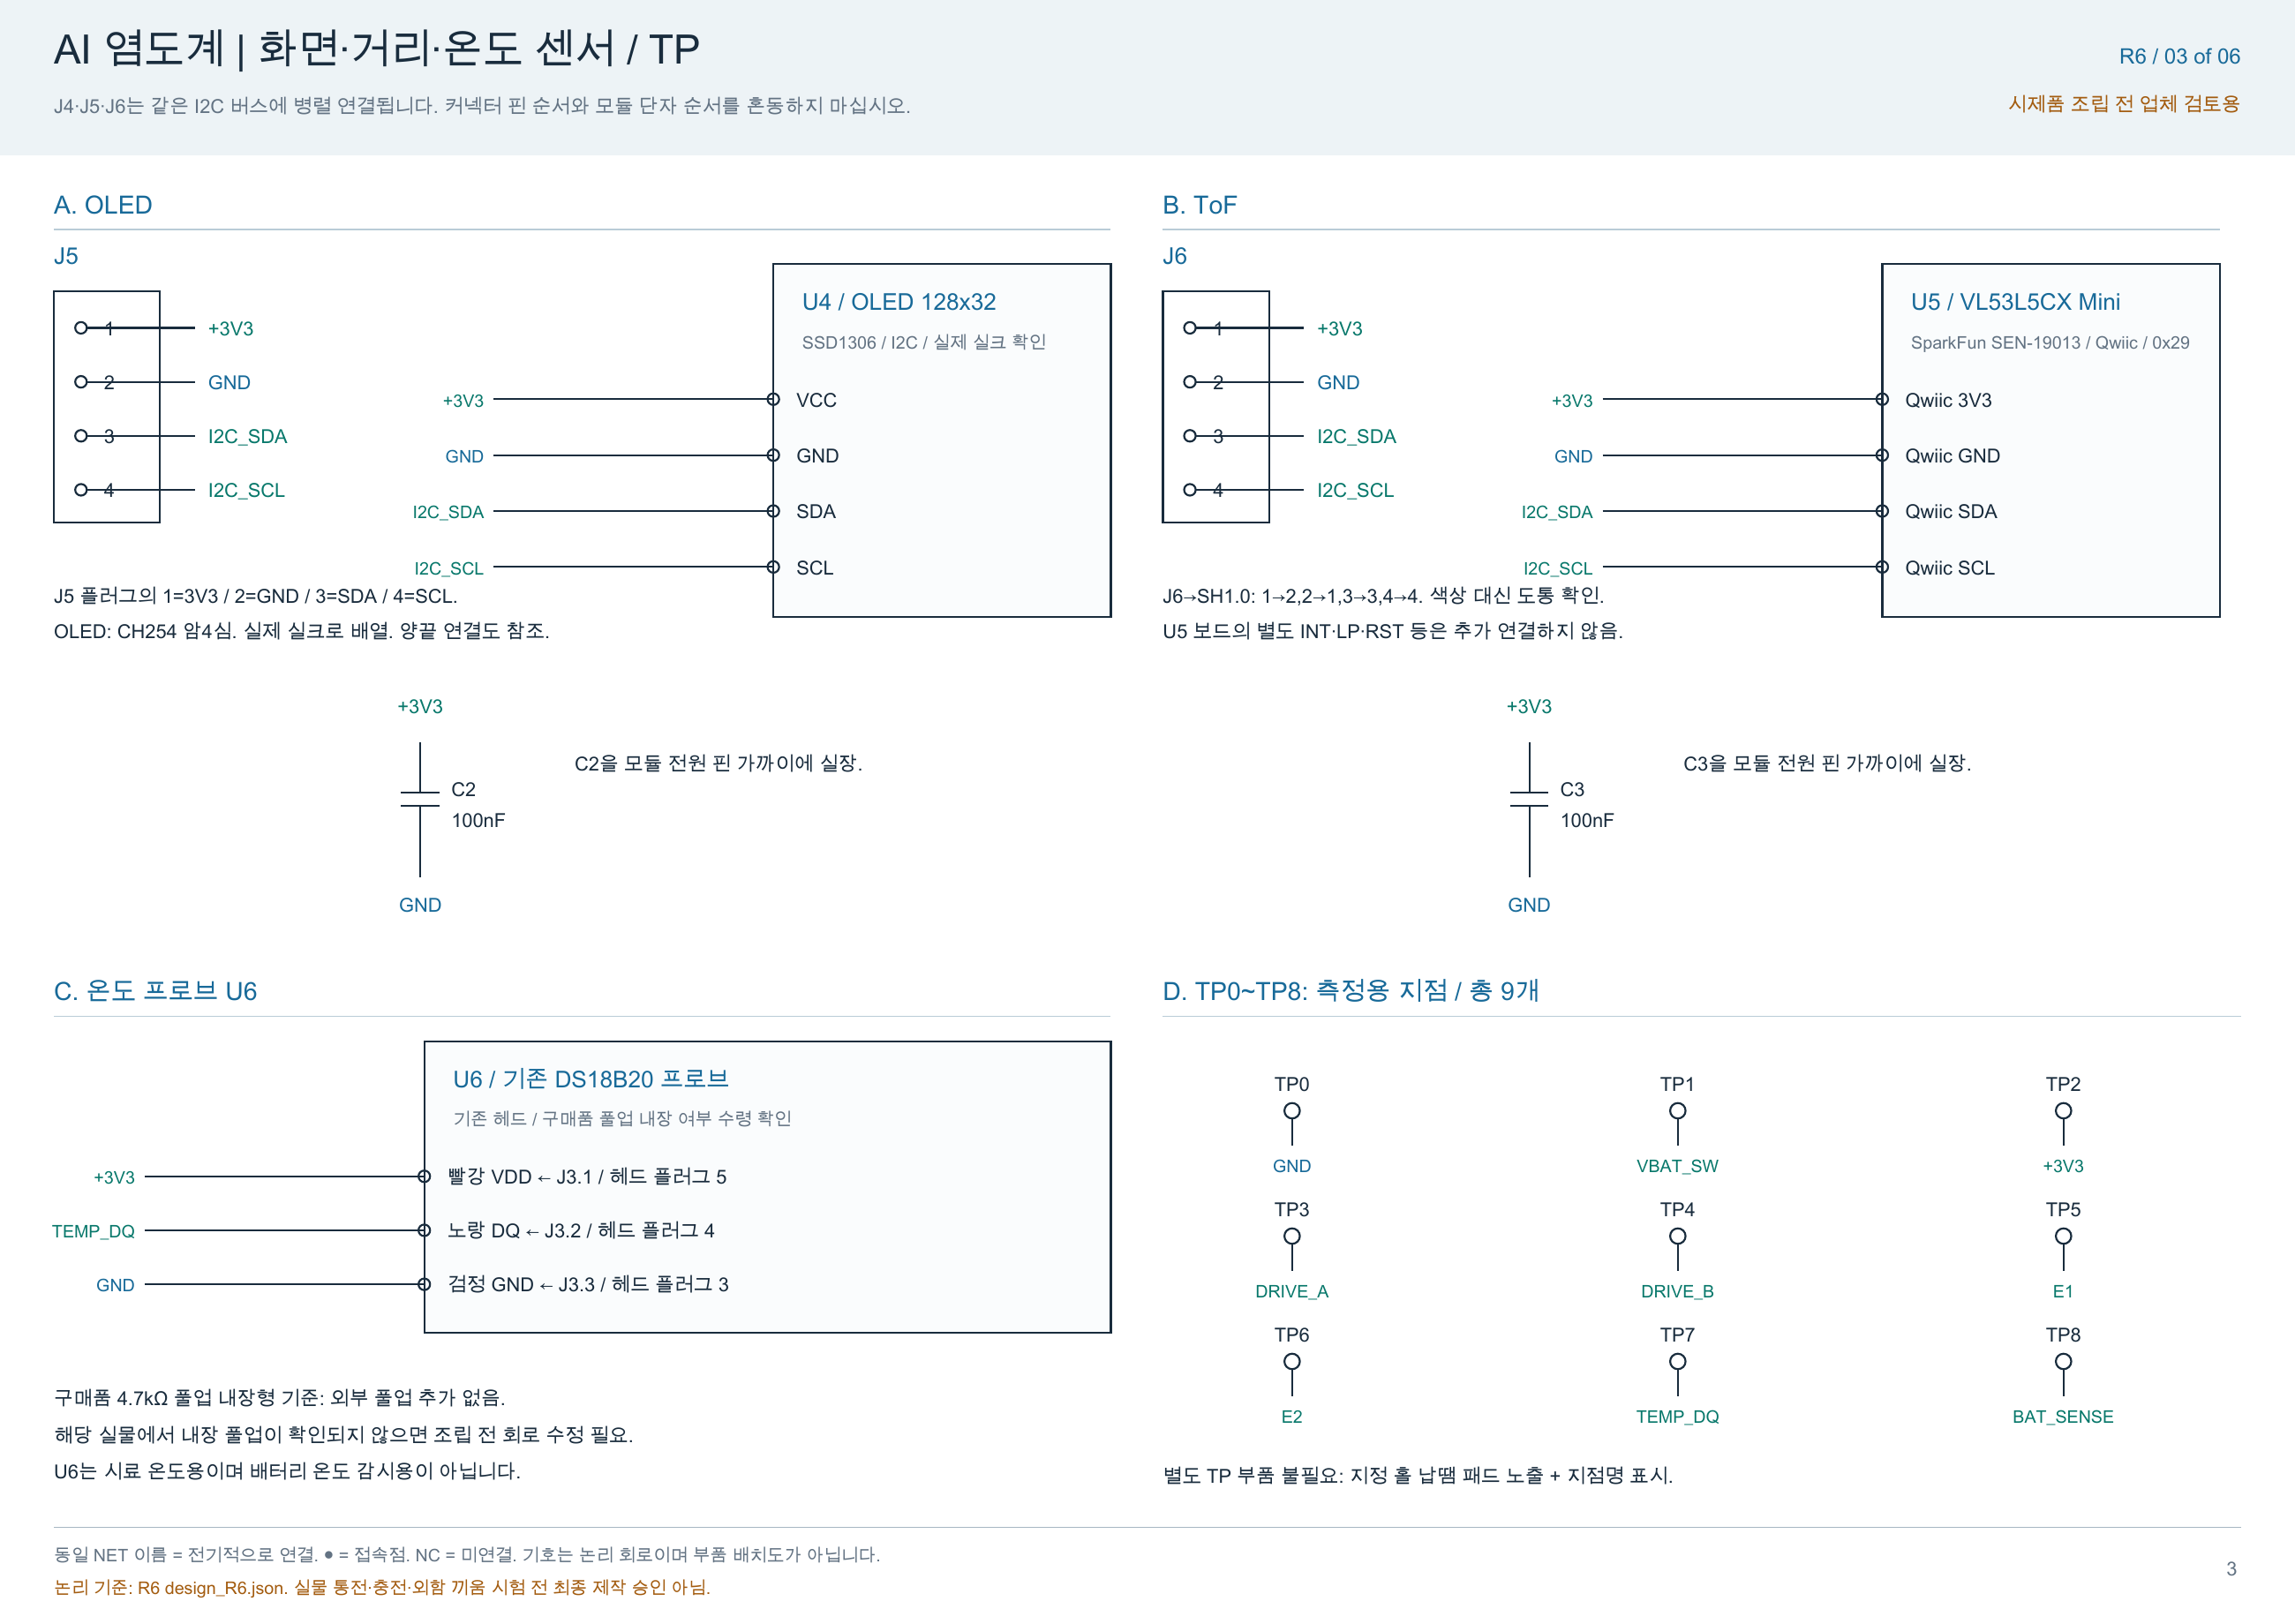 AI 염도계 | 화면·거리·온도 센서 / TP
R6 / 03 of 06
J4·J5·J6는 같은 I2C 버스에 병렬 연결됩니다. 커넥터 핀 순서와 모듈 단자 순서를 혼동하지 마십시오.
시제품 조립 전 업체 검토용
A. OLED
J5
1 +3V3
2 GND
3 I2C_SDA
4 I2C_SCL
U4 / OLED 128x32
SSD1306 / I2C / 실제 실크 확인
+3V3 VCC
GND GND
I2C_SDA SDA
I2C_SCL SCL
J5 플러그의 1=3V3 / 2=GND / 3=SDA / 4=SCL.
OLED: CH254 암4심. 실제 실크로 배열. 양끝 연결도 참조.
+3V3
C2
100nF
GND
C2을 모듈 전원 핀 가까이에 실장.
B. ToF
J6
1 +3V3
2 GND
3 I2C_SDA
4 I2C_SCL
U5 / VL53L5CX Mini
SparkFun SEN-19013 / Qwiic / 0x29
+3V3 Qwiic 3V3
GND Qwiic GND
I2C_SDA Qwiic SDA
I2C_SCL Qwiic SCL
J6→SH1.0: 1→2,2→1,3→3,4→4. 색상 대신 도통 확인.
U5 보드의 별도 INT·LP·RST 등은 추가 연결하지 않음.
+3V3
C3
100nF
GND
C3을 모듈 전원 핀 가까이에 실장.
C. 온도 프로브 U6
U6 / 기존 DS18B20 프로브
기존 헤드 / 구매품 풀업 내장 여부 수령 확인
+3V3 빨강 VDD ← J3.1 / 헤드 플러그 5
TEMP_DQ 노랑 DQ ← J3.2 / 헤드 플러그 4
GND 검정 GND ← J3.3 / 헤드 플러그 3
구매품 4.7kΩ 풀업 내장형 기준: 외부 풀업 추가 없음.
해당 실물에서 내장 풀업이 확인되지 않으면 조립 전 회로 수정 필요.
U6는 시료 온도용이며 배터리 온도 감시용이 아닙니다.
D. TP0~TP8: 측정용 지점 / 총 9개
TP0 TP1 TP2
GND VBAT_SW +3V3
TP3 TP4 TP5
DRIVE_A DRIVE_B E1
TP6 TP7 TP8
E2 TEMP_DQ BAT_SENSE
별도 TP 부품 불필요: 지정 홀 납땜 패드 노출 + 지점명 표시.
동일 NET 이름 = 전기적으로 연결. ● = 접속점. NC = 미연결. 기호는 논리 회로이며 부품 배치도가 아닙니다.
논리 기준: R6 design_R6.json. 실물 통전·충전·외함 끼움 시험 전 최종 제작 승인 아님.
3